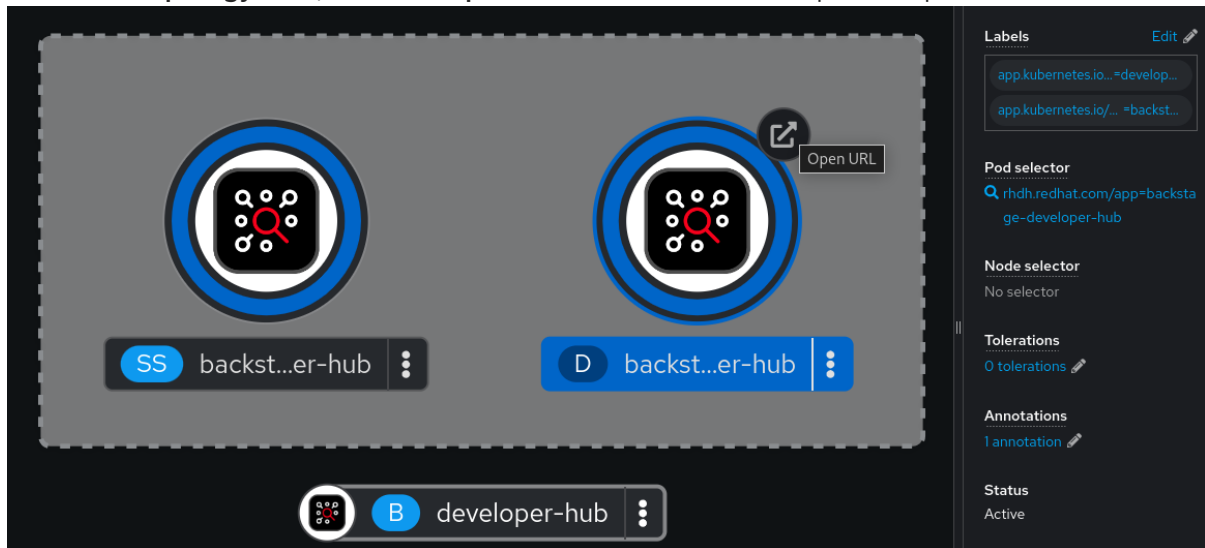 Labels
Edit
app.kubernetes.io...=develop...
app.kubernetes.io/... =backst...
Open URL
Pod selector
rhdh.redhat.com/app=backsta
ge-developer-hub
Node selector
No selector
SS backst...er-hub
D backst...er-hub
Tolerations
0 tolerations
Annotations
1 annotation
Status
Active
B developer-hub